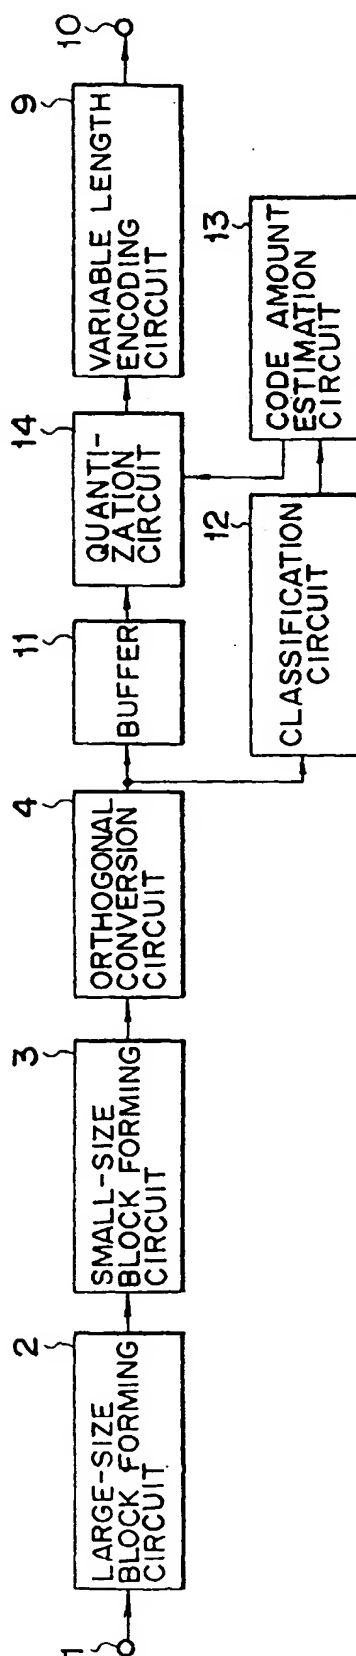 1
2
LARGE-SIZE
BLOCK FORMING
CIRCUIT
3
SMALL-SIZE
BLOCK FORMING
CIRCUIT
4
ORTHOGONAL
CONVERSION
CIRCUIT
11
BUFFER
14
QUANTI-
ZATION
CIRCUIT
9
VARIABLE LENGTH
ENCODING
CIRCUIT
10
12
CLASSIFICATION
CIRCUIT
13
CODE AMOUNT
ESTIMATION
CIRCUIT